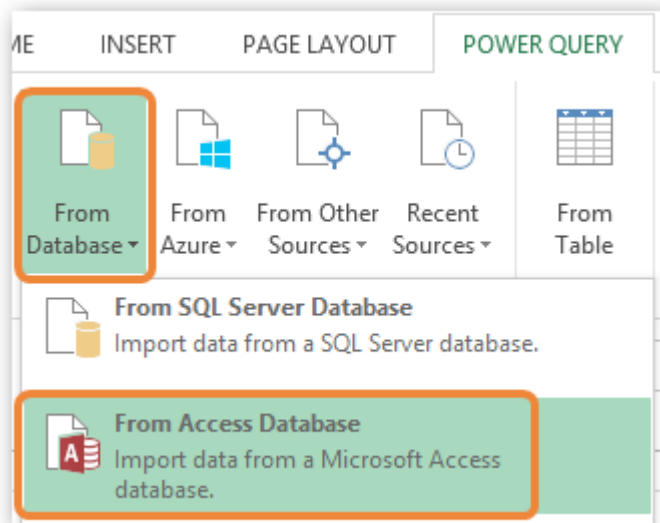 ME INSERT PAGE LAYOUT POWER QUERY
From Database
From Azure
From Other Sources
Recent Sources
From Table
From SQL Server Database
Import data from a SQL Server database.
From Access Database
A
Import data from a Microsoft Access
database.